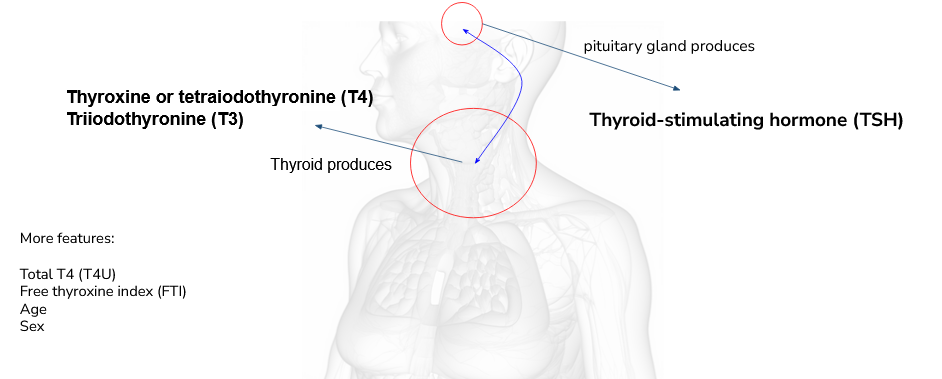 pituitary gland produces
Thyroxine or tetraiodothyronine (T4)
Triiodothyronine (T3)
Thyroid-stimulating hormone (TSH)
Thyroid produces
More features:
Total T4 (T4U)
Free thyroxine index (FTI)
Age
Sex